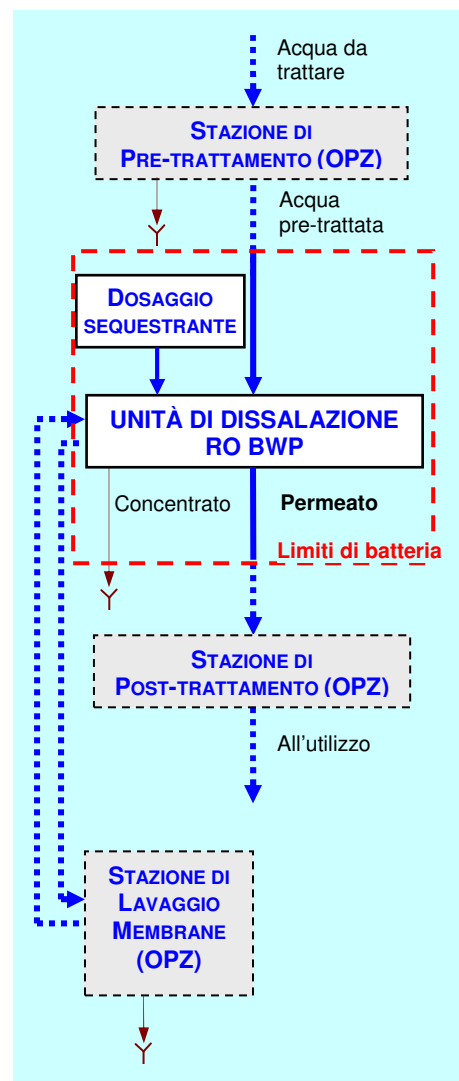 Acqua da
trattare
STAZIONE DI
PRE-TRATTAMENTO (OPZ)
Acqua
pre-trattata
DOSAGGIO
SEQUESTRANTE
UNITÀ DI DISSALAZIONE
RO BWP
Concentrato
Permeato
Limiti di batteria
STAZIONE DI
POST-TRATTAMENTO (OPZ)
All'utilizzo
STAZIONE DI
LAVAGGIO
MEMBRANE
(OPZ)